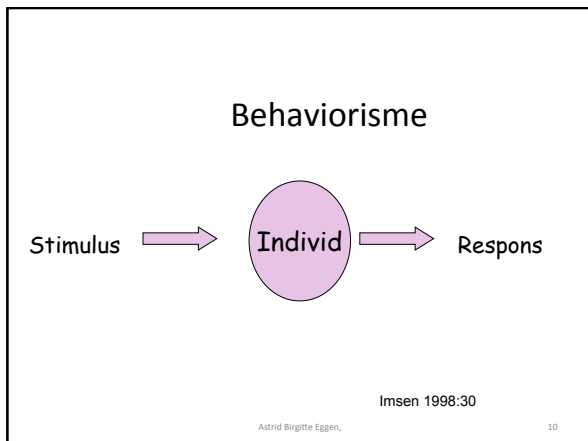 Behaviorisme
Stimulus Individ Respons
Imsen 1998:30
Astrid Birgitte Eggen, 10